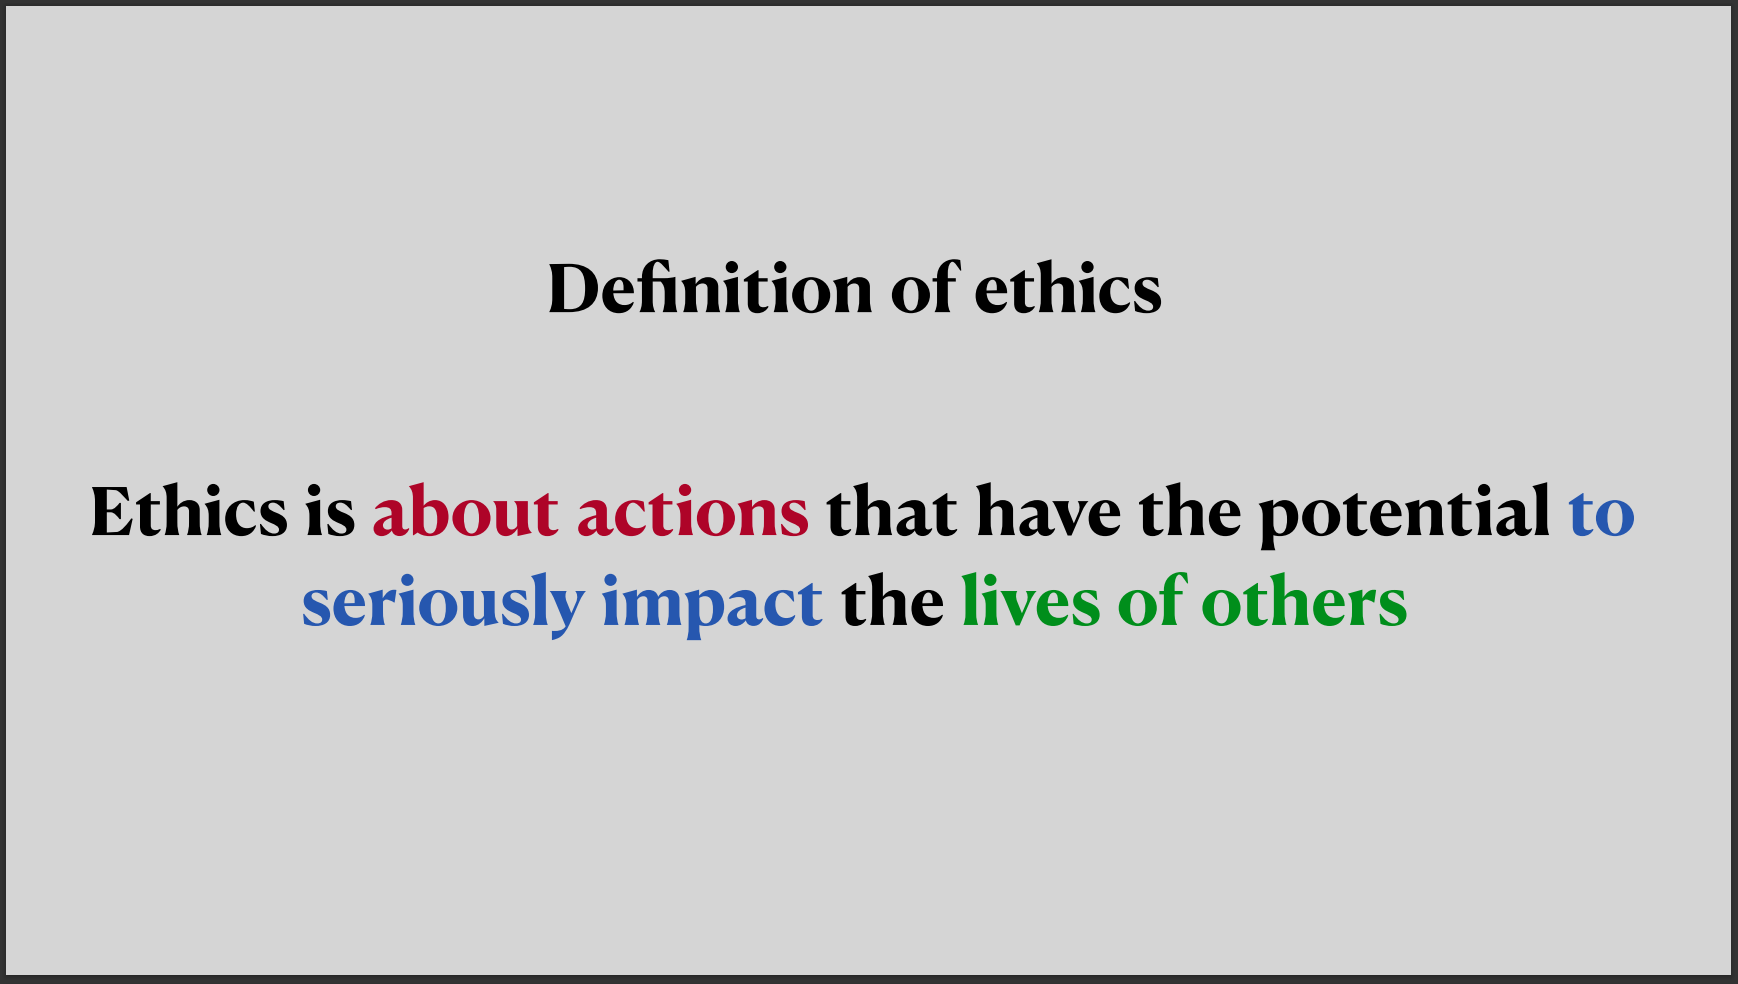 Definition of ethics
Ethics is about actions that have the potential to
seriously impact the lives of others